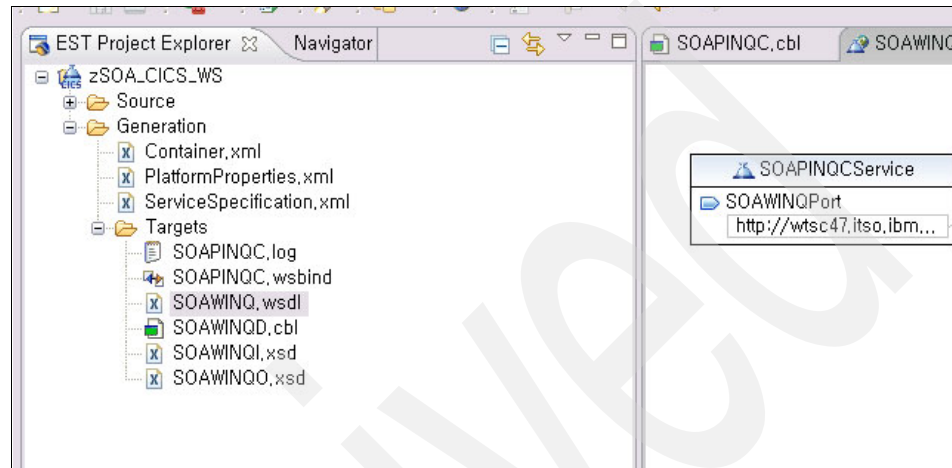 EST Project Explorer Navigator
zSOA_CICS_WS
Source
Generation
Container.xml
PlatformProperties.xml
ServiceSpecification.xml
Targets
SOAPINQC.log
SOAPINQC.wsbind
SOAWINQ.wsdl
SOAWINQD.cbl
SOAWINQI.xsd
SOAWINQO.xsd
SOAPINQC.cbl SOAWINQ
SOAPINQCService
SOAWINQPort
http://wtsc47.itso.ibm...